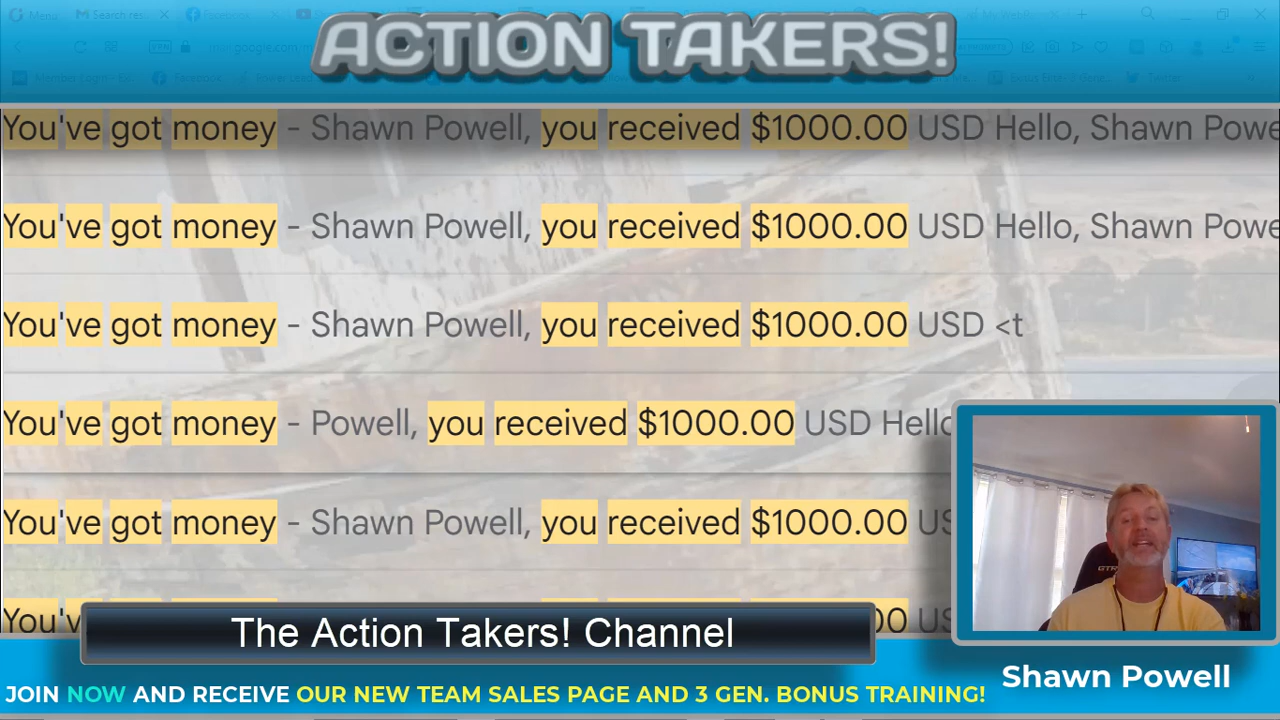 ACTION TAKERS!
You've got money - Shawn Powell, you received $1000.00 USD Hello, Shawn Powe
You've got money - Shawn Powell, you received $1000.00 USD Hello, Shawn Powe
You've got money - Shawn Powell, you received $1000.00 USD <t
You've got money - Powell, you received $1000.00 USD Hello
You've got money - Shawn Powell, you received $1000.00 US
The Action Takers! Channel
Shawn Powell
JOIN NOW AND RECEIVE OUR NEW TEAM SALES PAGE AND 3 GEN. BONUS TRAINING!